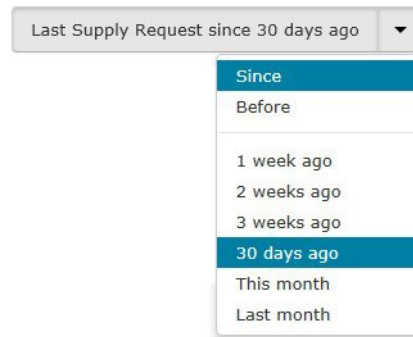 Last Supply Request since 30 days ago
Since
Before
1 week ago
2 weeks ago
3 weeks ago
30 days ago
This month
Last month